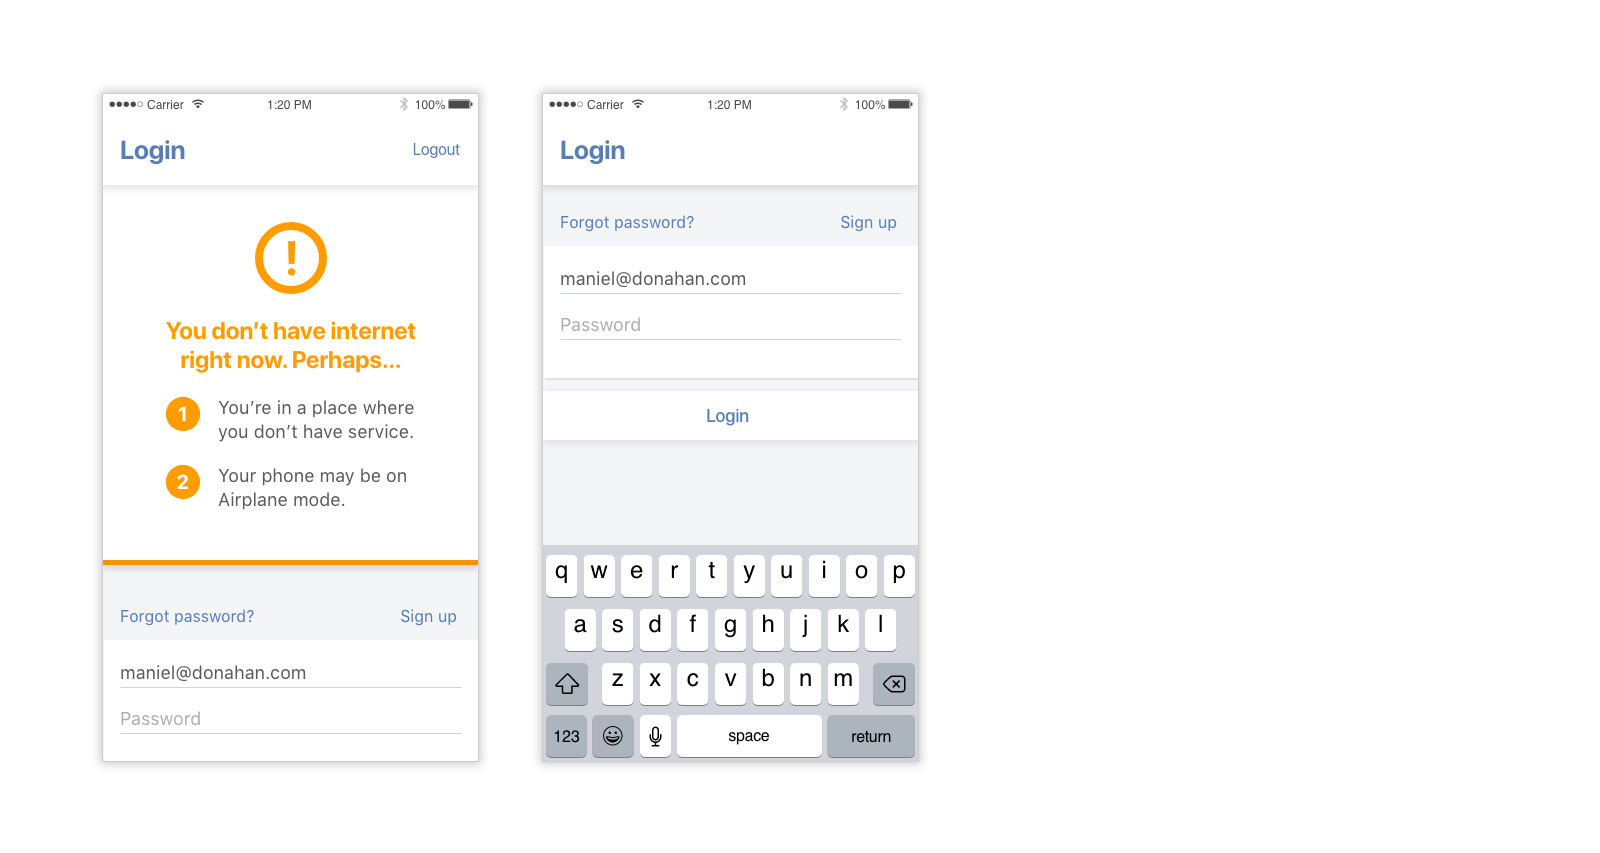 Carrier 1:20 PM 100%
Login Logout
!
You don’t have internet
right now. Perhaps...
1 You’re in a place where
you don’t have service.
2 Your phone may be on
Airplane mode.
Forgot password? Sign up
maniel@donahan.com
Password
Carrier 1:20 PM 100%
Login
Forgot password? Sign up
maniel@donahan.com
Password
Login
q w e r t y u i o p
a s d f g h j k l
z x c v b n m
123 space return